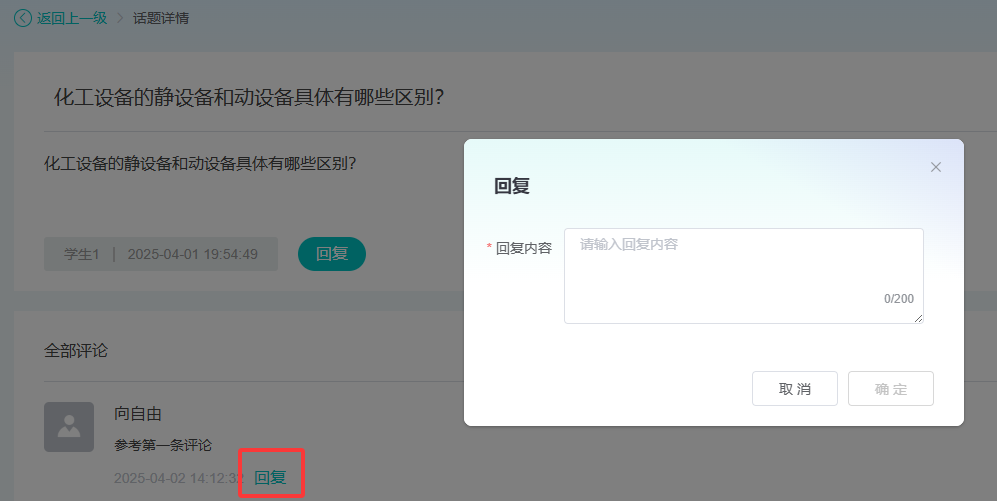 返回上一级 > 话题详情
化工设备的静设备和动设备具体有哪些区别?
化工设备的静设备和动设备具体有哪些区别?
学生1 | 2025-04-01 19:54:49 回复
全部评论
向自由
参考第一条评论
2025-04-02 14:12:32 回复
回复
* 回复内容
请输入回复内容
0/200
取 消 确 定